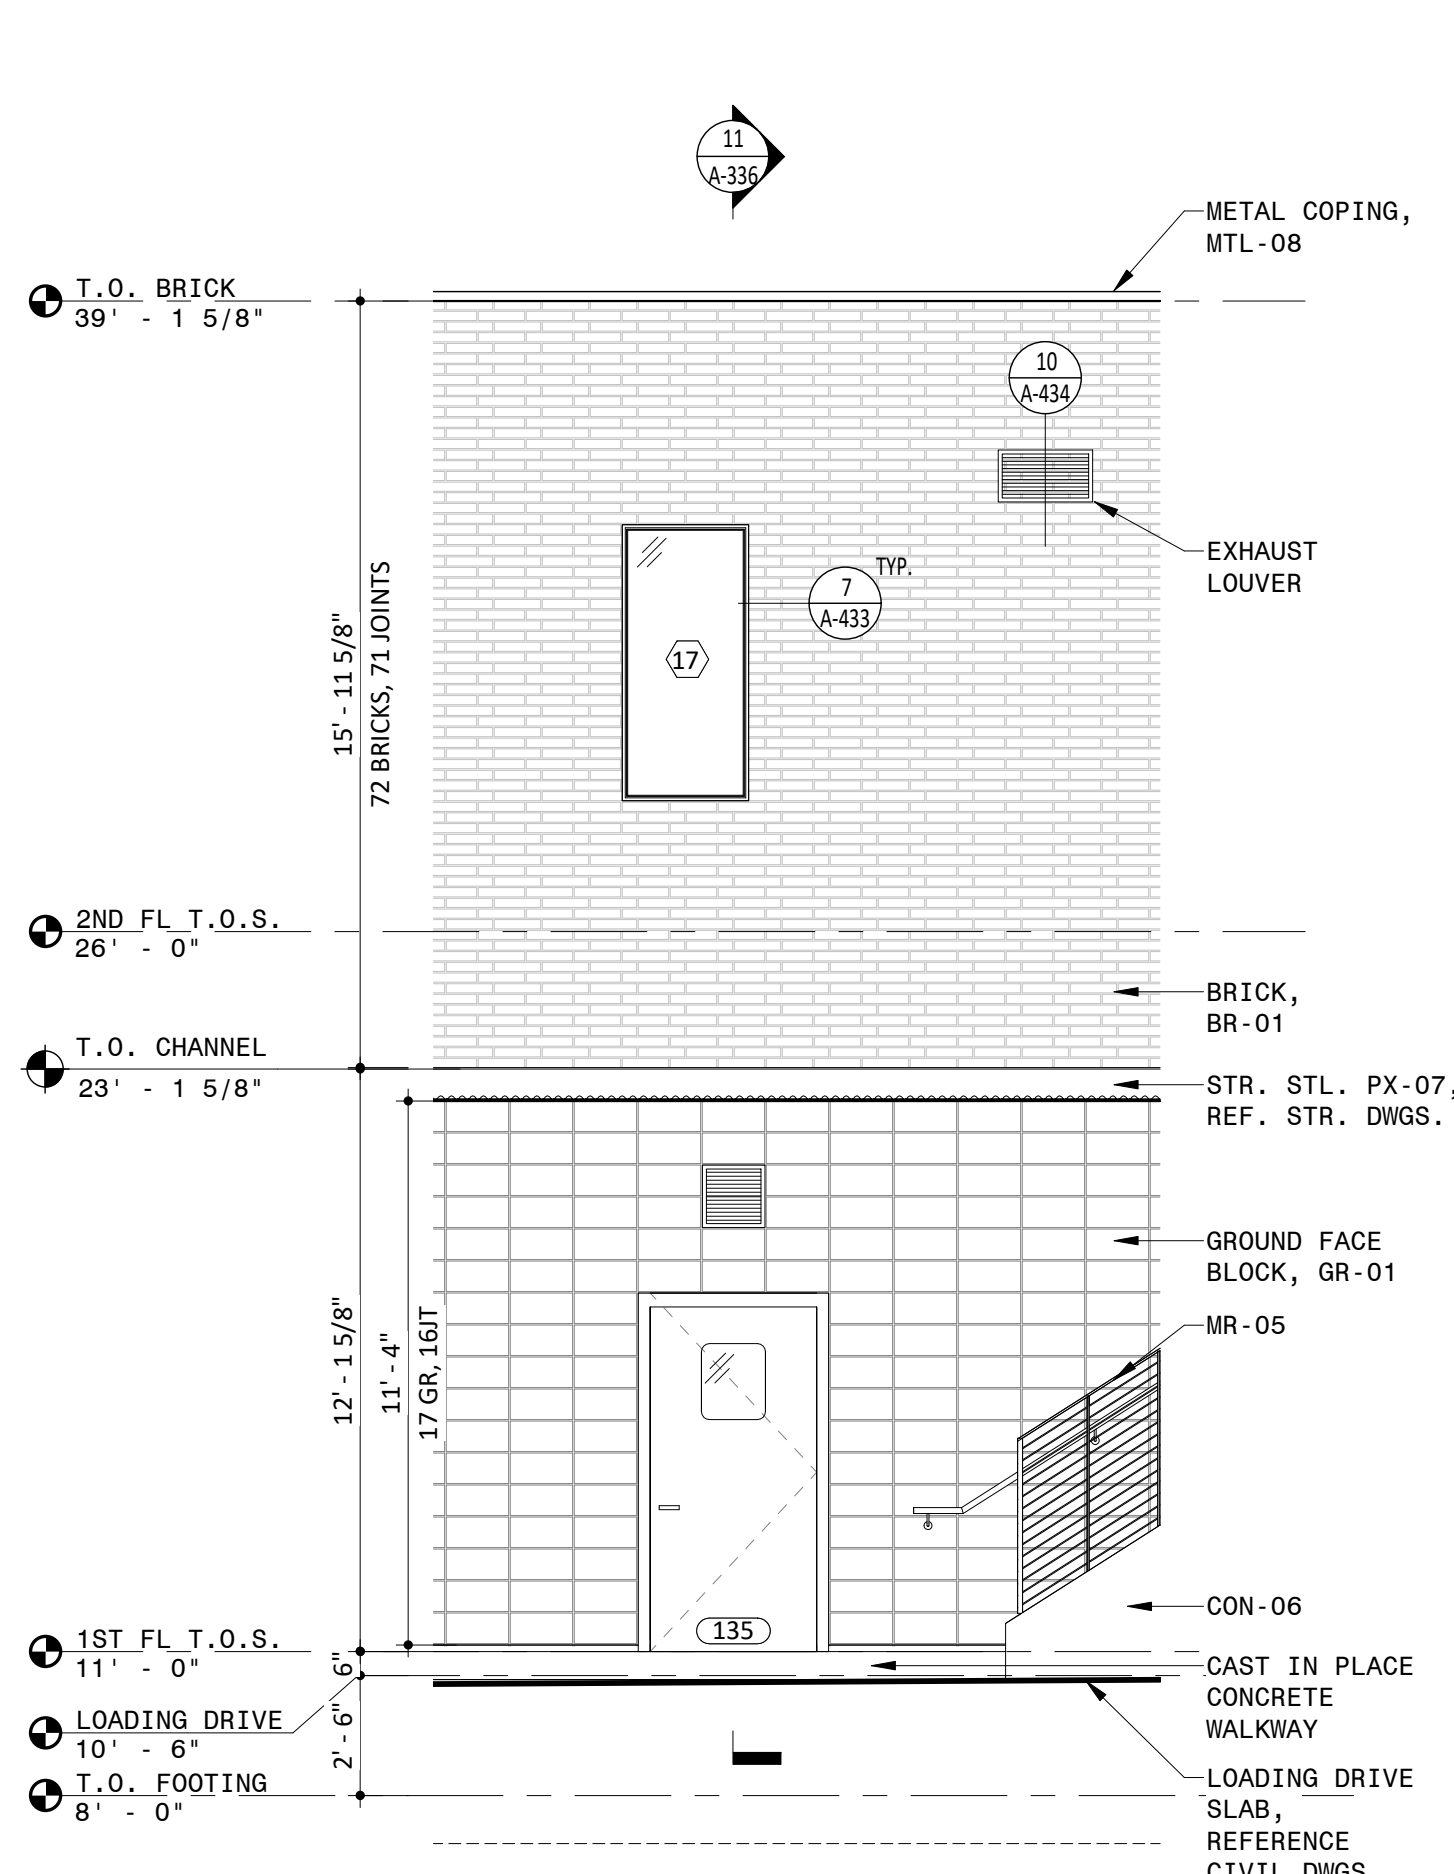 11
A-336
METAL COPING,
MTL-08
T.O. BRICK
39' - 1 5/8"
10
A-434
EXHAUST
LOUVER
TYP.
7
A-433
17
15' - 11 5/8"
72 BRICKS, 71 JOINTS
2ND FL T.O.S.
26' - 0"
BRICK,
BR-01
T.O. CHANNEL
23' - 1 5/8"
STR. STL. PX-07,
REF. STR. DWGS.
GROUND FACE
BLOCK, GR-01
MR-05
12' - 1 5/8"
11' - 4"
17 GR, 16JT
CON-06
135
1ST FL T.O.S.
11' - 0"
6"
CAST IN PLACE
CONCRETE
WALKWAY
LOADING DRIVE
10' - 6"
2' - 6"
T.O. FOOTING
8' - 0"
LOADING DRIVE
SLAB,
REFERENCE
CIVIL DWGS